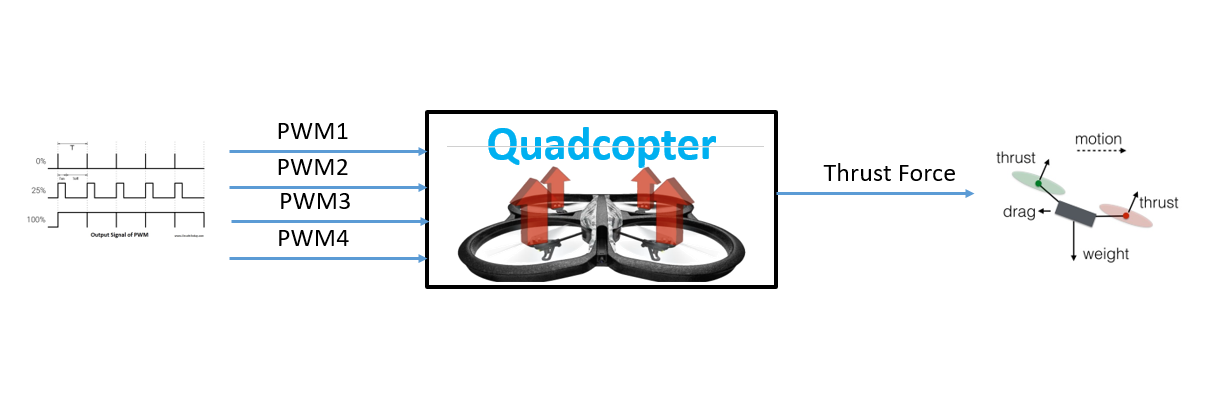 PWM1
PWM2
PWM3
PWM4
T
0%
25%
100%
Output Signal of PWM
Quadcopter
Thrust Force
motion
thrust
thrust
drag
weight